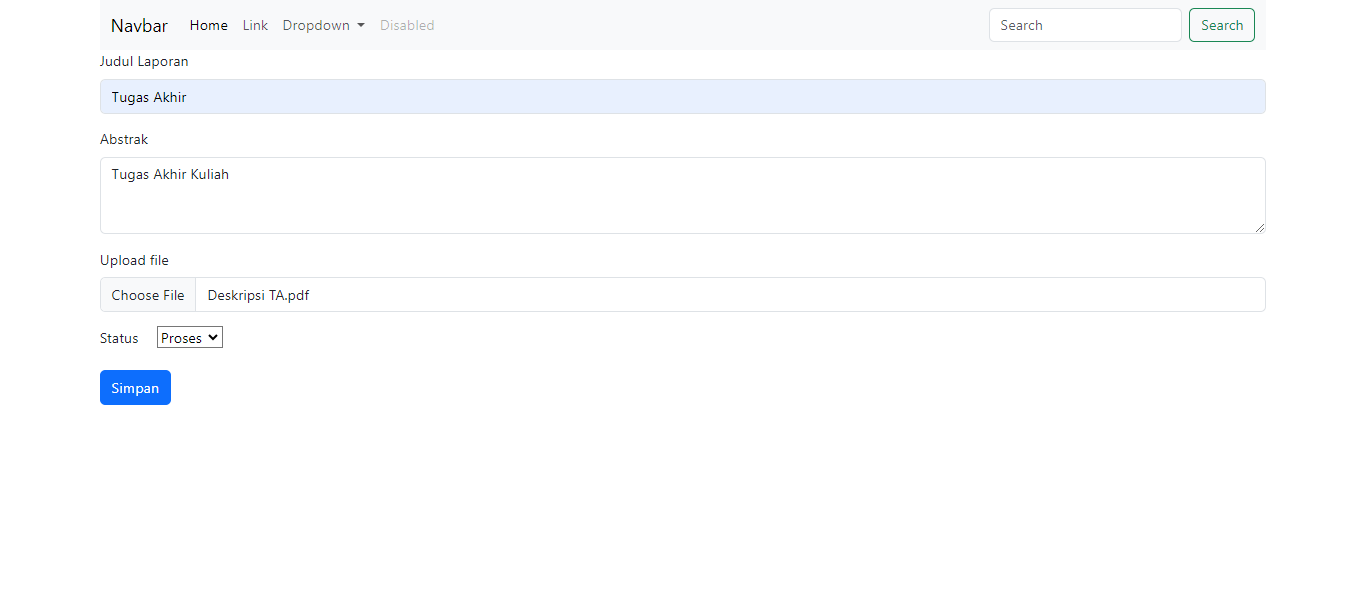 Navbar Home Link Dropdown Disabled Search Search
Judul Laporan
Tugas Akhir
Abstrak
Tugas Akhir Kuliah
Upload file
Choose File Deskripsi TA.pdf
Status Proses
Simpan